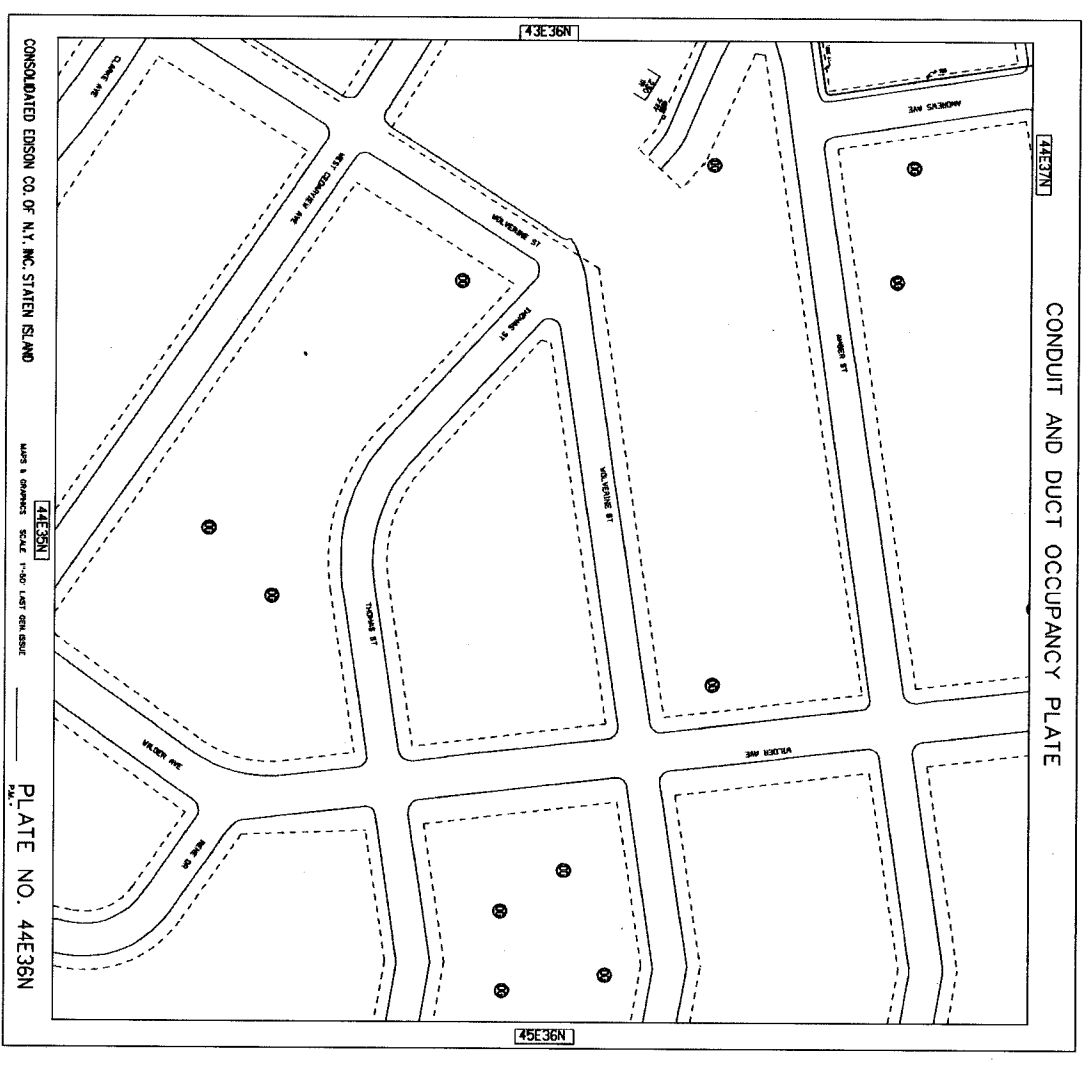 CONDUIT AND DUCT OCCUPANCY PLATE
43E36N
44E37N
44E35N
45E36N
CLARKE AVE
WEST CEDARVIEW AVE
WOLVERINE ST
THOMAS ST
ANDREWS AVE
AMBER ST
WOLVERINE ST
THOMAS ST
WILDER AVE
WILDER AVE
RENE DR
CONSOLIDATED EDISON CO. OF N.Y. INC. STATEN ISLAND
MAPS & GRAPHICS SCALE 1"=50' LAST GEN. ISSUE
PLATE NO. 44E36N
P.M. -